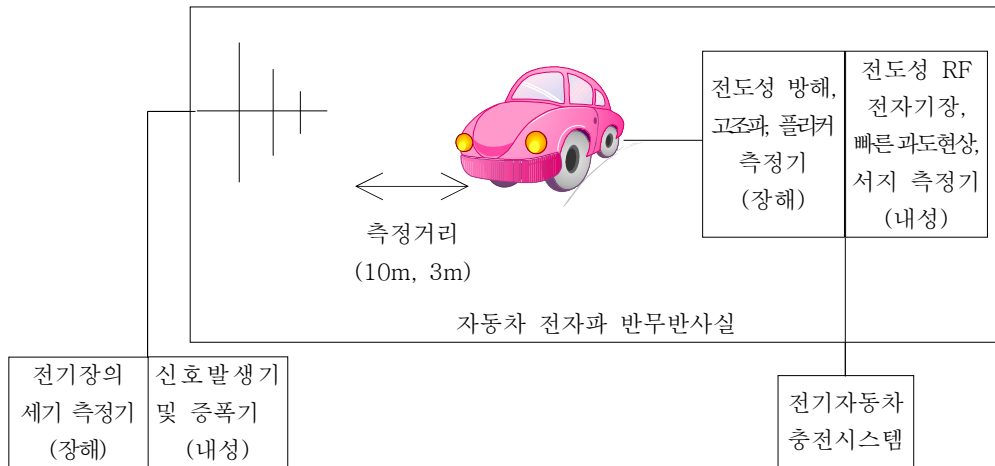 전도성 방해,
고조파, 플리커
측정기
(장해)
전도성 RF
전자기장,
빠른 과도현상,
서지 측정기
(내성)
측정거리
(10m, 3m)
자동차 전자파 반무반사실
전기장의
세기 측정기
(장해)
신호발생기
및 증폭기
(내성)
전기자동차
충전시스템